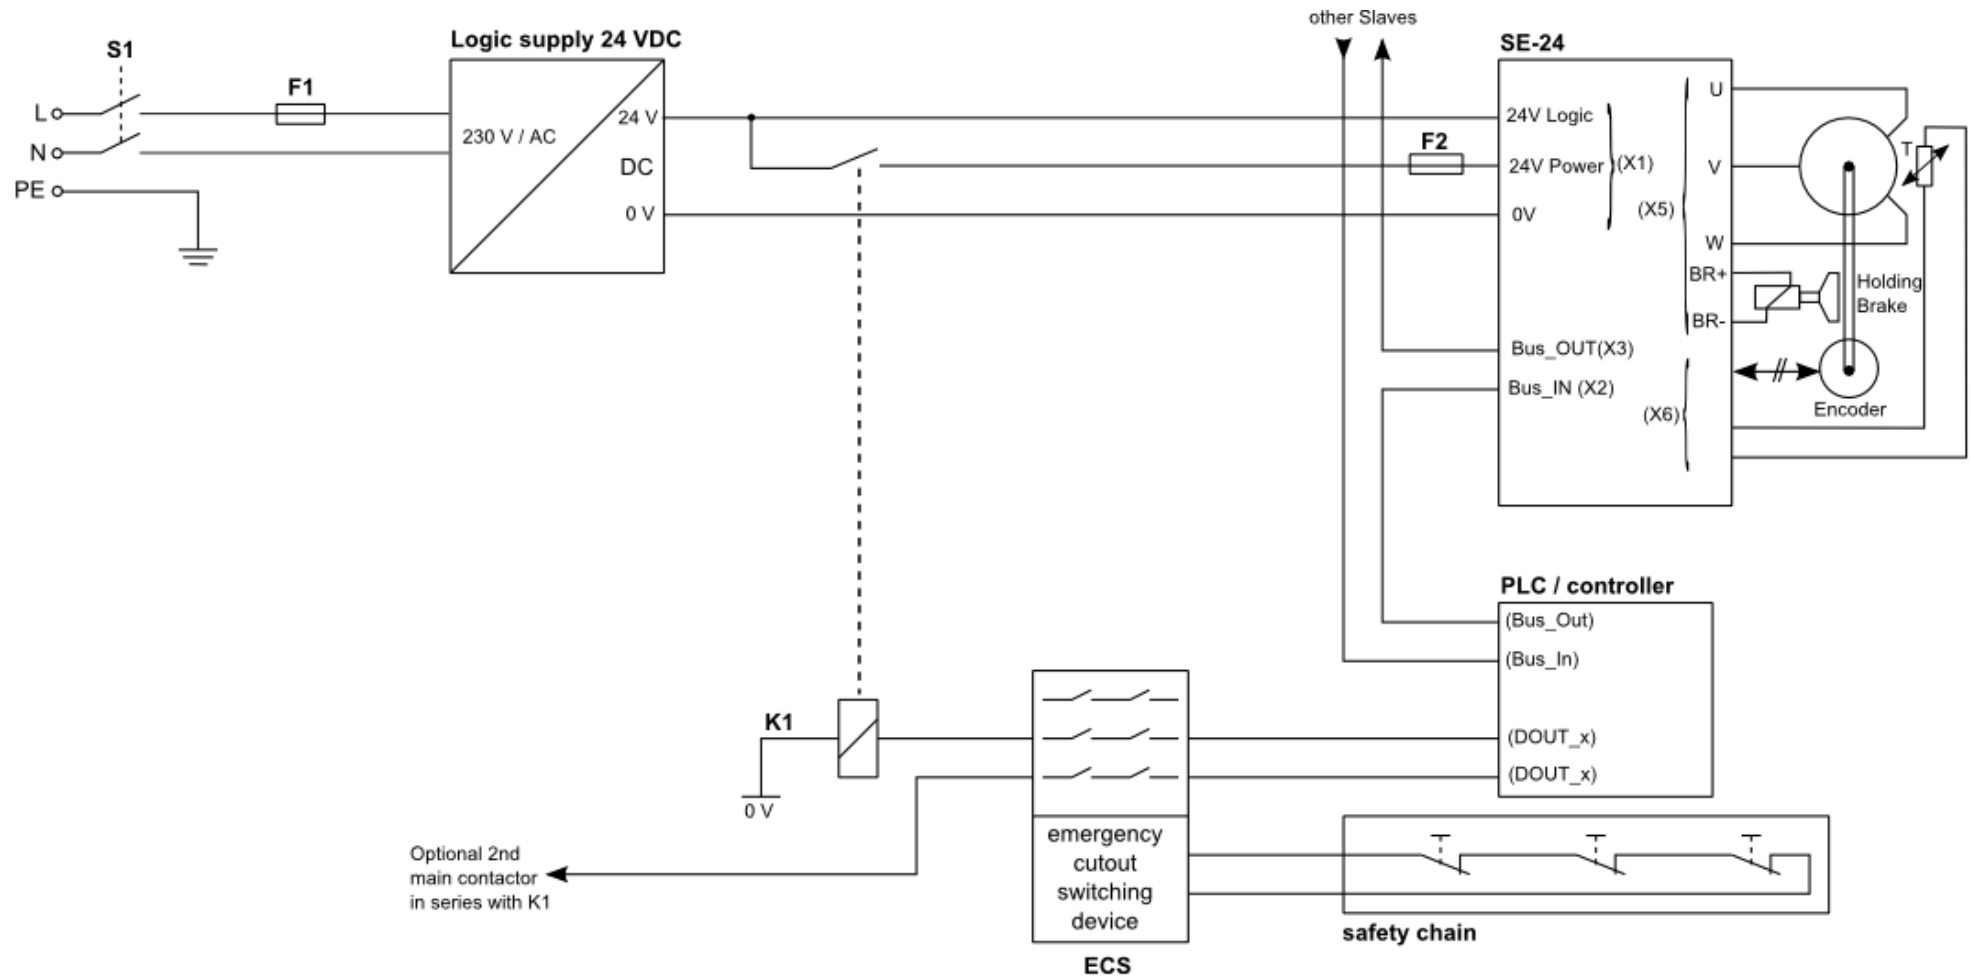 other Slaves
S1
Logic supply 24 VDC
SE-24
F1
L
N
PE
230 V / AC
24 V
DC
0 V
F2
24V Logic
24V Power
(X1)
0V
(X5)
U
V
W
BR+
BR-
T
Holding
Brake
Bus_OUT(X3)
Bus_IN (X2)
(X6)
Encoder
PLC / controller
(Bus_Out)
(Bus_In)
(DOUT_x)
(DOUT_x)
K1
0 V
emergency
cutout
switching
device
ECS
Optional 2nd
main contactor
in series with K1
safety chain